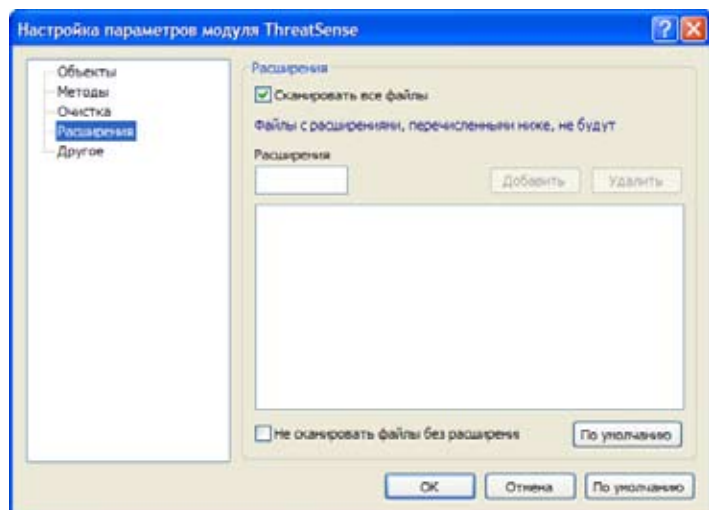 Настройка параметров модуля ThreatSense
Объекты
Методы
Очистка
Расширения
Другое
Расширения
Сканировать все файлы
Файлы с расширениями, перечисленными ниже, не будут
Расширения
Добавить
Удалить
Не сканировать файлы без расширени
По умолчанию
OK
Отмена
По умолчанию